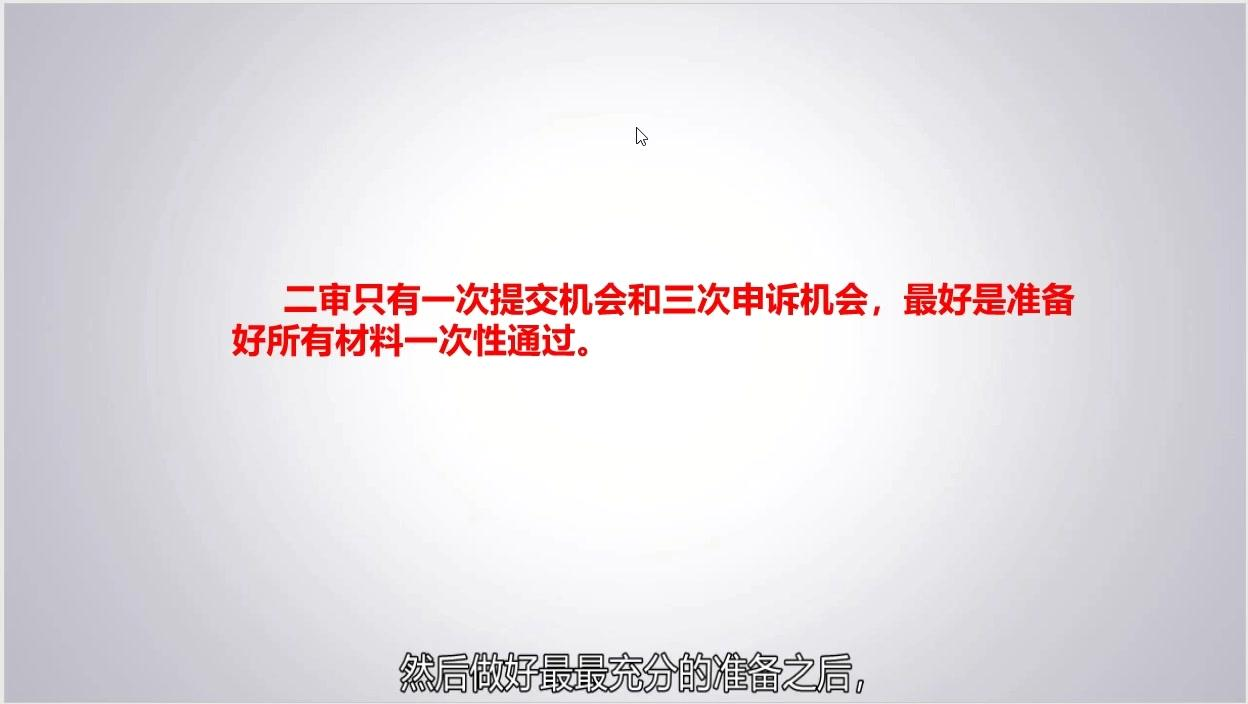 二审只有一次提交机会和三次申诉机会，最好是准备
好所有材料一次性通过。
然后做好最最充分的准备之后，